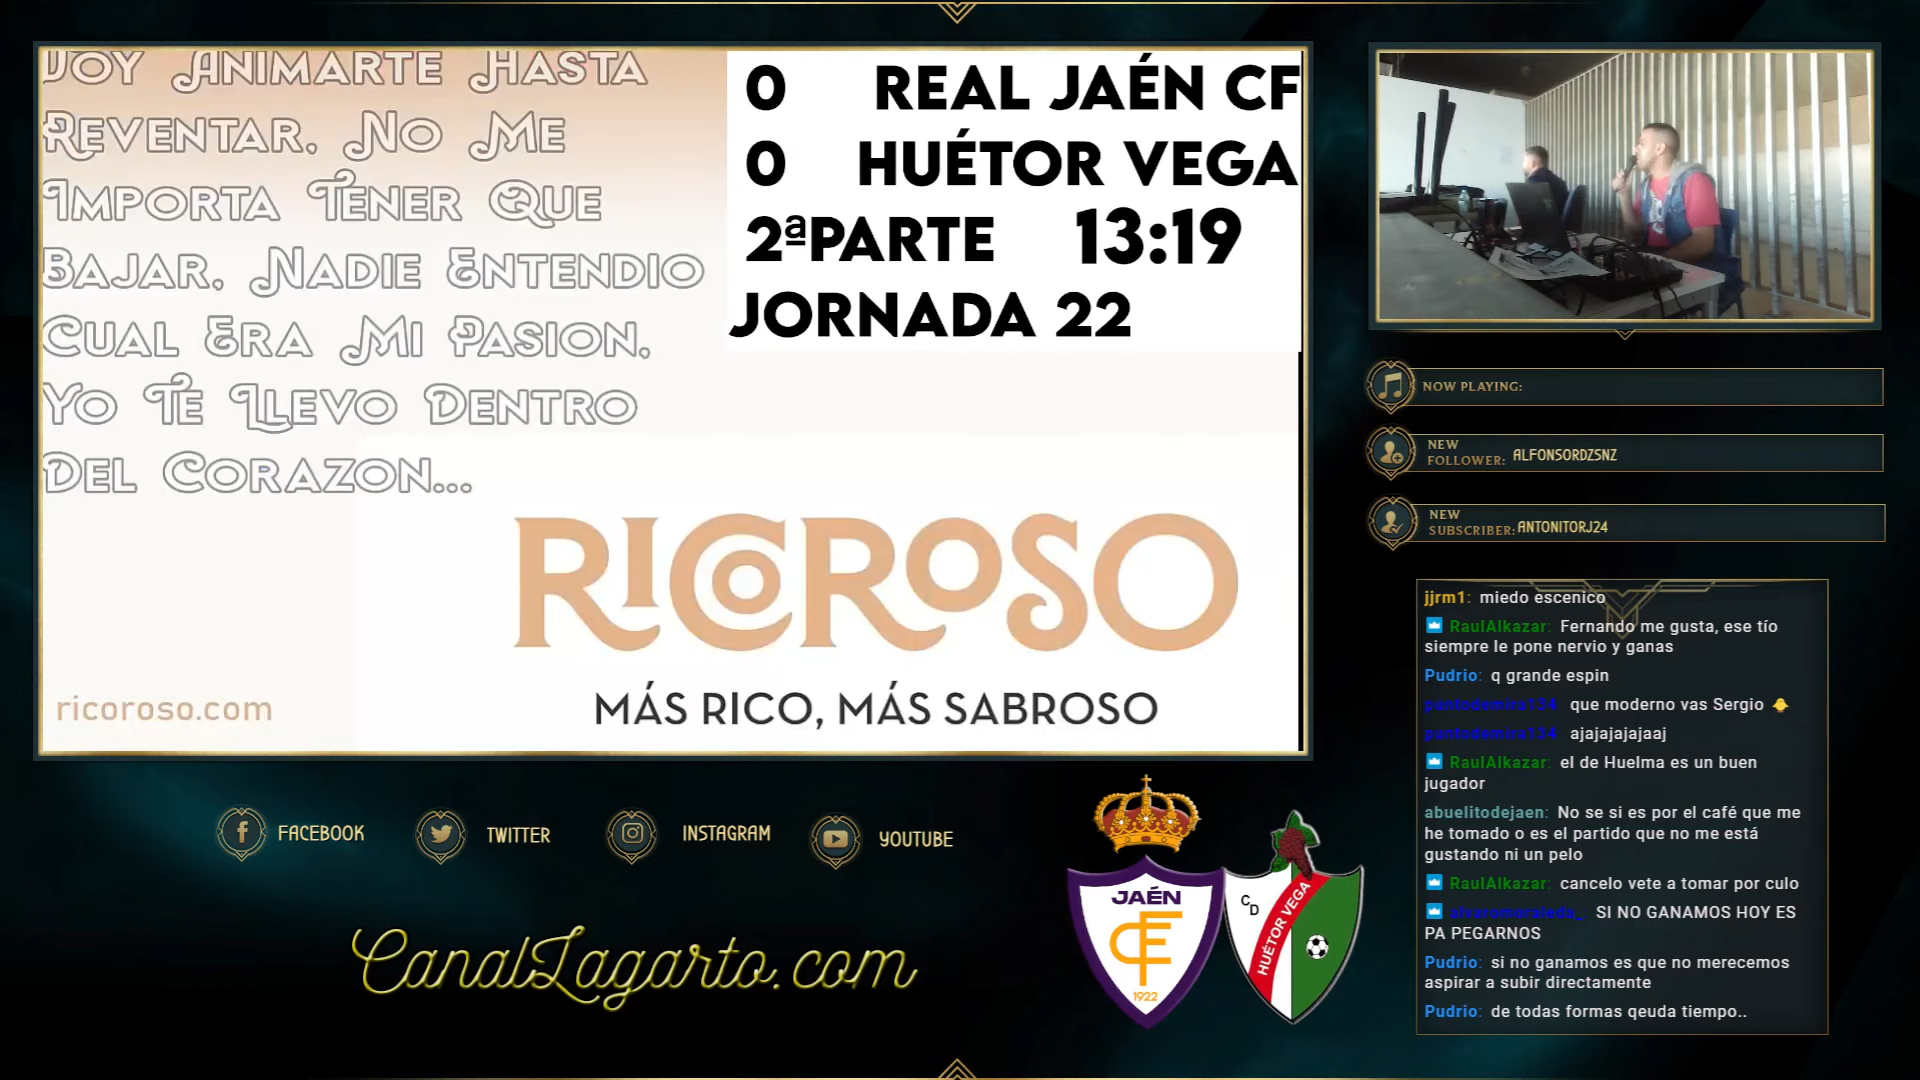 VOY ANIMARTE HASTA
REVENTAR. NO ME
IMPORTA TENER QUE
BAJAR. NADIE ENTENDIO
CUAL ERA MI PASION.
YO TE LLEVO DENTRO
DEL CORAZON...
0 REAL JAÉN CF
0 HUÉTOR VEGA
2ªPARTE 13:19
JORNADA 22
RICOROSO
MÁS RICO, MÁS SABROSO
ricoroso.com
NOW PLAYING:
NEW
FOLLOWER: ALFONSORDZSNZ
NEW
SUBSCRIBER: ANTONITORJ24
jjrm1: miedo escenico
RaulAlkazar: Fernando me gusta, ese tío
siempre le pone nervio y ganas
Pudrio: q grande espin
puntodemira134: que moderno vas Sergio
puntodemira134: ajajajajajaaj
RaulAlkazar: el de Huelma es un buen
jugador
abuelitodejaen: No se si es por el café que me
he tomado o es el partido que no me está
gustando ni un pelo
RaulAlkazar: cancelo vete a tomar por culo
SI NO GANAMOS HOY ES
PA PEGARNOS
Pudrio: si no ganamos es que no merecemos
aspirar a subir directamente
Pudrio: de todas formas qeuda tiempo..
FACEBOOK
TWITTER
INSTAGRAM
YOUTUBE
CanalLagarto.com
JAÉN
CF
1922
CD
HUÉTOR VEGA